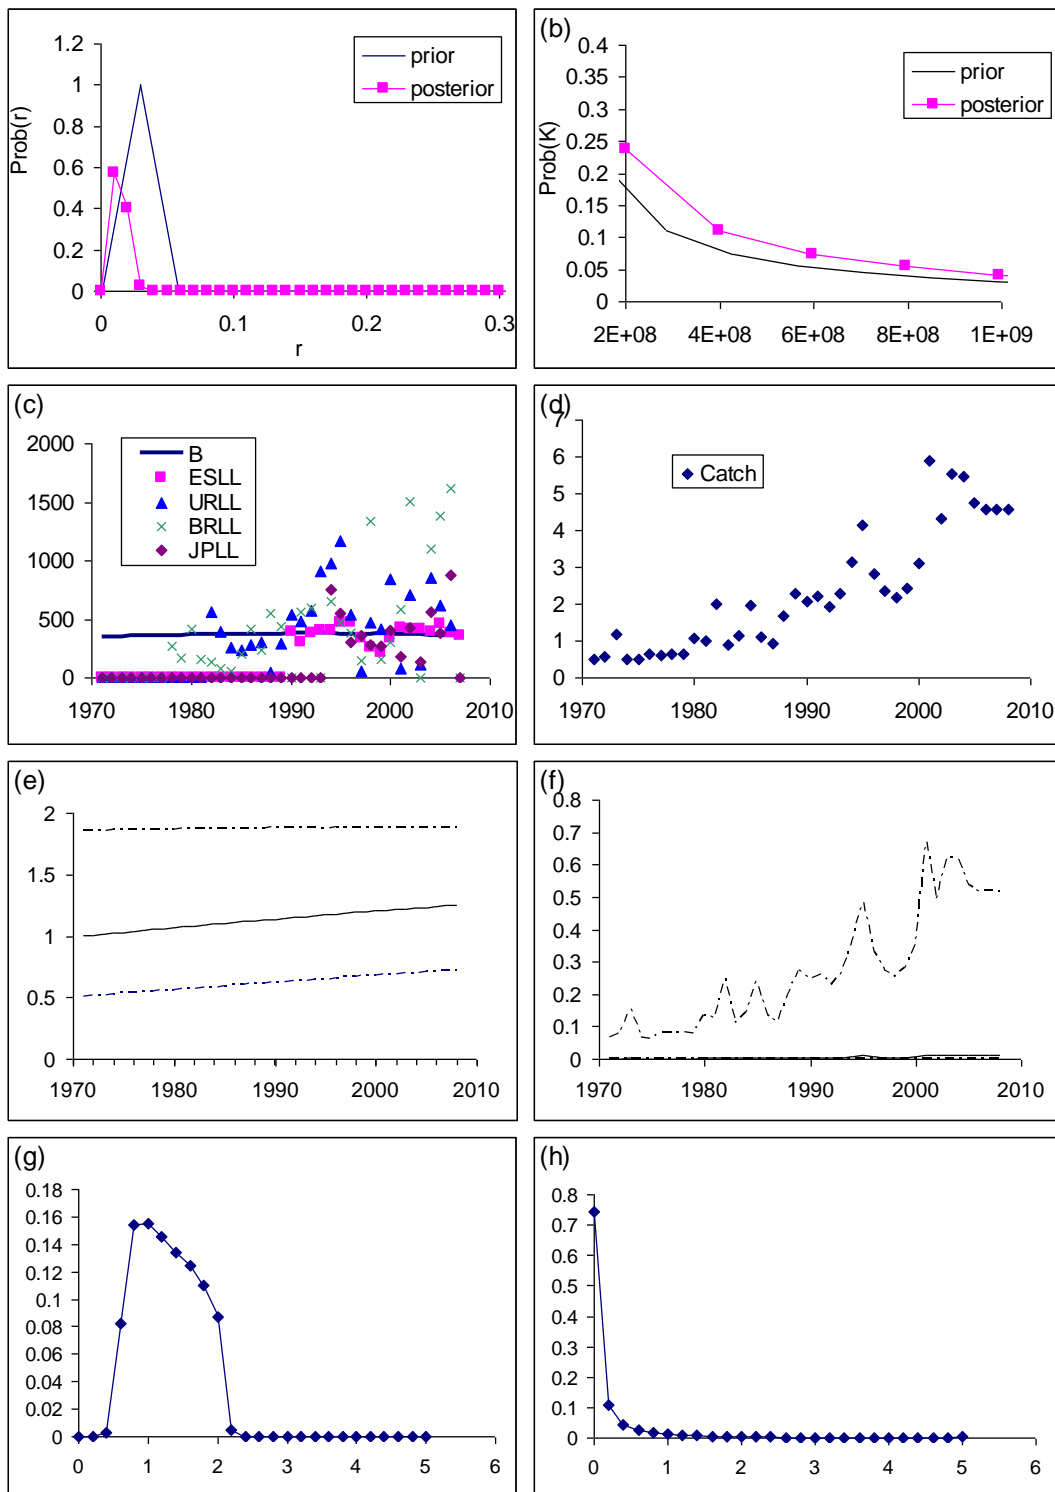 1.2
1
0.8
0.6
0.4
0.2
0
Prob(r)
prior
posterior
0 0.1 0.2 0.3
r
(b)
0.4
0.35
0.3
0.25
0.2
0.15
0.1
0.05
0
Prob(K)
prior
posterior
2E+08 4E+08 6E+08 8E+08 1E+09
(c)
2000
1500
1000
500
0
B
ESLL
URLL
BRLL
JPLL
1970 1980 1990 2000 2010
(d)
7
6
5
4
3
2
1
0
Catch
1970 1980 1990 2000 2010
(e)
2
1.5
1
0.5
0
1970 1980 1990 2000 2010
(f)
0.8
0.7
0.6
0.5
0.4
0.3
0.2
0.1
0
1970 1980 1990 2000 2010
(g)
0.18
0.16
0.14
0.12
0.1
0.08
0.06
0.04
0.02
0
0 1 2 3 4 5 6
(h)
0.8
0.7
0.6
0.5
0.4
0.3
0.2
0.1
0
0 1 2 3 4 5 6